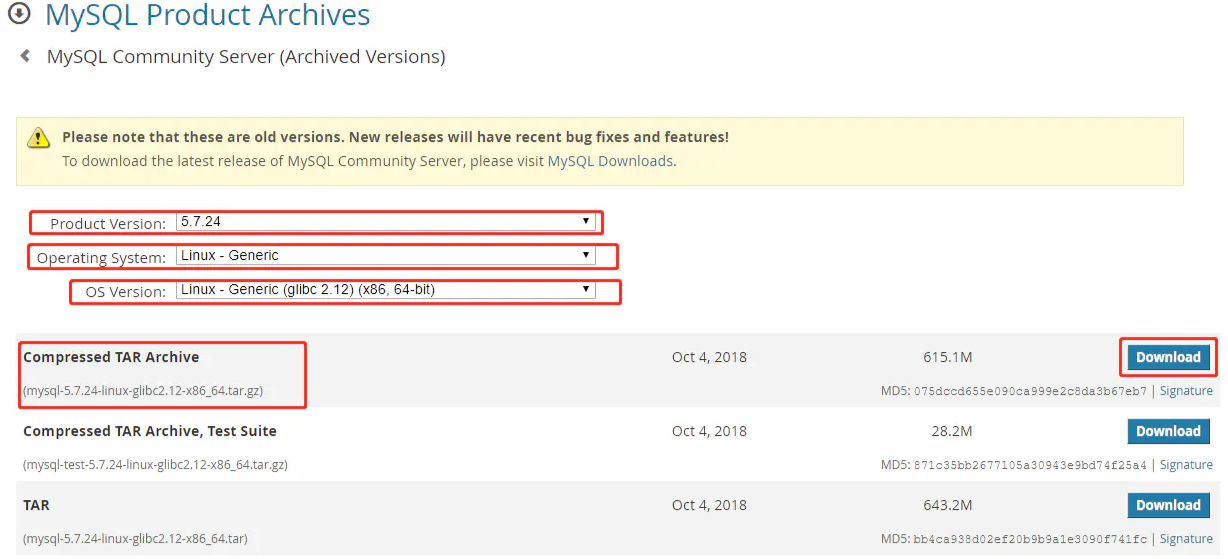 MySQL Product Archives
MySQL Community Server (Archived Versions)
Please note that these are old versions. New releases will have recent bug fixes and features!
To download the latest release of MySQL Community Server, please visit MySQL Downloads.
Product Version: 5.7.24
Operating System: Linux - Generic
OS Version: Linux - Generic (glibc 2.12) (x86, 64-bit)
Compressed TAR Archive Oct 4, 2018 615.1M Download
(mysql-5.7.24-linux-glibc2.12-x86_64.tar.gz) MD5: 075dccd655e090ca999e2c8da3b67eb7 | Signature
Compressed TAR Archive, Test Suite Oct 4, 2018 28.2M Download
(mysql-test-5.7.24-linux-glibc2.12-x86_64.tar.gz) MD5: 871c35bb2677105a30943e9bd74f25a4 | Signature
TAR Oct 4, 2018 643.2M Download
(mysql-5.7.24-linux-glibc2.12-x86_64.tar) MD5: bb4ca938d02ef20b9b9a1e3090f741fc | Signature